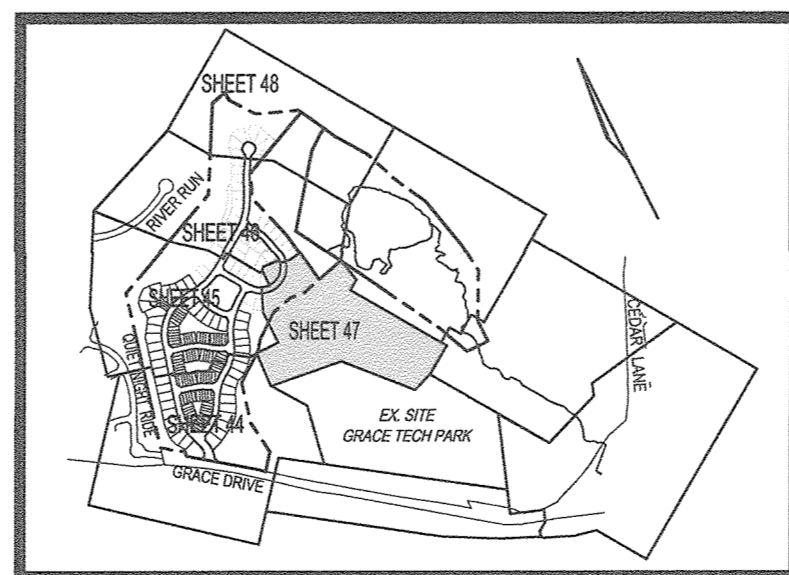 SHEET 48
RIVER RUN
SHEET 46
SHEET 45
SHEET 47
CEDAR LANE
QUIET NIGHT RIDE
SHEET 44
EX. SITE
GRACE TECH PARK
GRACE DRIVE